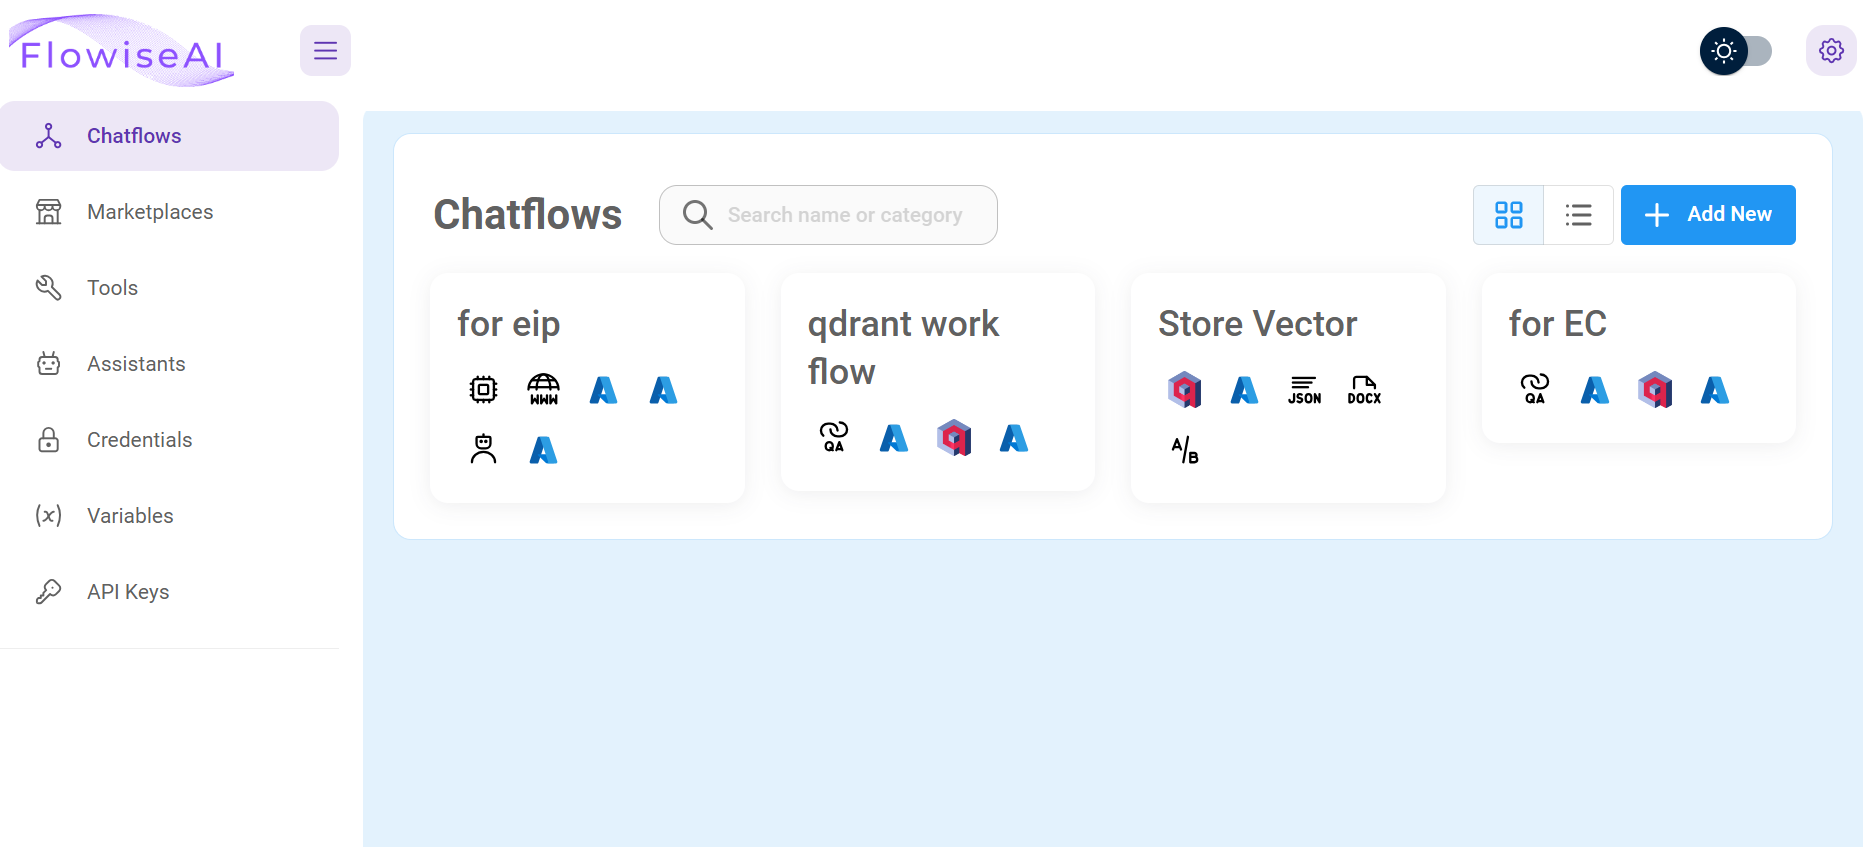 FlowiseAI
Chatflows
Marketplaces
Tools
Assistants
Credentials
Variables
API Keys
Chatflows
Search name or category
Add New
for eip
WWW
qdrant work
flow
QA
Store Vector
JSON
DOCX
A/B
for EC
QA